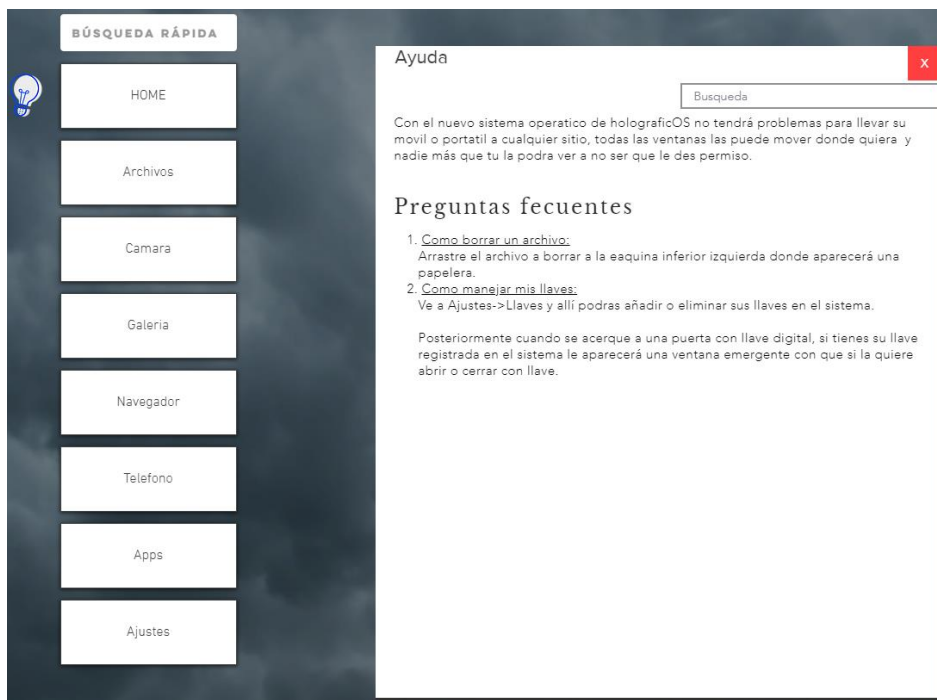 BÚSQUEDA RÁPIDA
HOME
Archivos
Camara
Galeria
Navegador
Telefono
Apps
Ajustes
Ayuda
X
Busqueda
Con el nuevo sistema operatico de holograficOS no tendrá problemas para llevar su
movil o portatil a cualquier sitio, todas las ventanas las puede mover donde quiera y
nadie más que tu la podra ver a no ser que le des permiso.
Preguntas fecuentes
1. Como borrar un archivo:
Arrastre el archivo a borrar a la eaquina inferior izquierda donde aparecerá una
papelera.
2. Como manejar mis llaves:
Ve a Ajustes->Llaves y allí podras añadir o eliminar sus llaves en el sistema.
Posteriormente cuando se acerque a una puerta con llave digital, si tienes su llave
registrada en el sistema le aparecerá una ventana emergente con que si la quiere
abrir o cerrar con llave.